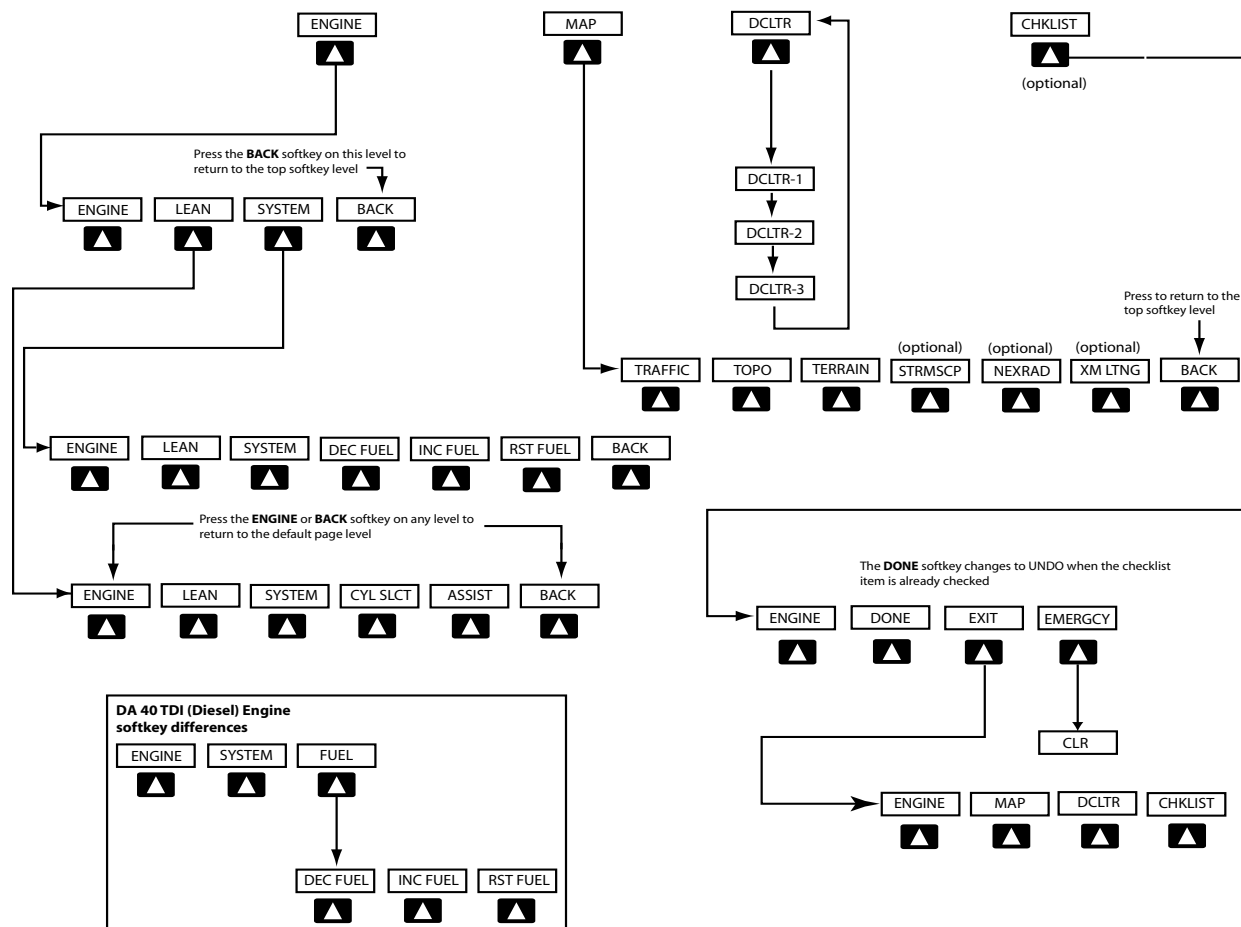 ENGINE
MAP
DCLTR
CHKLIST
(optional)
Press the BACK softkey on this level to
return to the top softkey level
ENGINE
LEAN
SYSTEM
BACK
DCLTR-1
DCLTR-2
DCLTR-3
Press to return to the
top softkey level
(optional)
(optional)
(optional)
TRAFFIC
TOPO
TERRAIN
STRMSCP
NEXRAD
XM LTNG
BACK
ENGINE
LEAN
SYSTEM
DEC FUEL
INC FUEL
RST FUEL
BACK
Press the ENGINE or BACK softkey on any level to
return to the default page level
ENGINE
LEAN
SYSTEM
CYL SLCT
ASSIST
BACK
The DONE softkey changes to UNDO when the checklist
item is already checked
ENGINE
DONE
EXIT
EMERGCY
CLR
ENGINE
MAP
DCLTR
CHKLIST
DA 40 TDI (Diesel) Engine
softkey differences
ENGINE
SYSTEM
FUEL
DEC FUEL
INC FUEL
RST FUEL